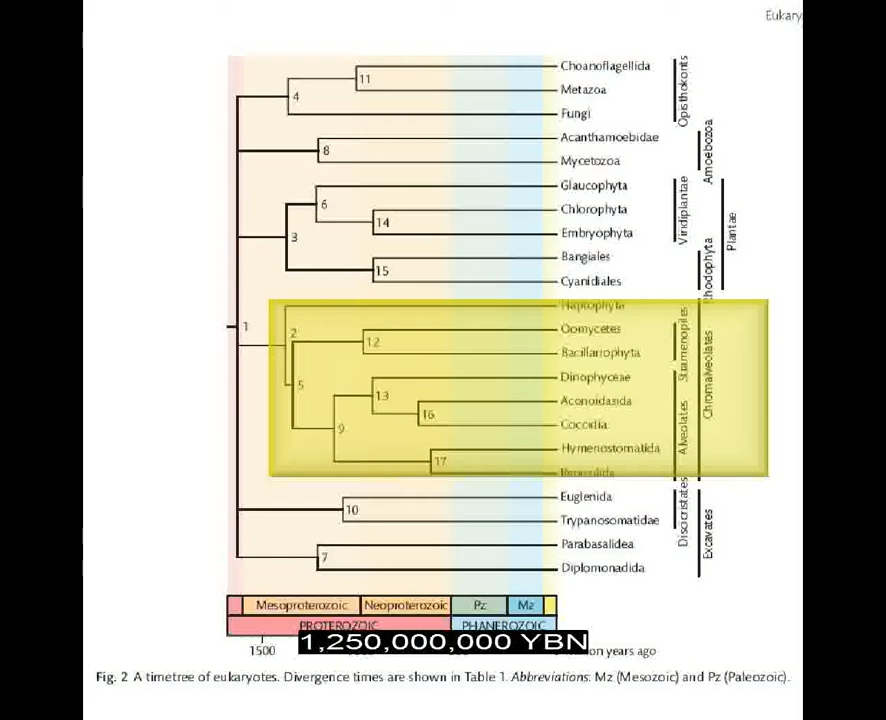 Eukary
Choanoflagellida
11
Metazoa
4
Fungi
Opisthokonts
Acanthamoebidae
8
Mycetozoa
Amoebozoa
Glaucophyta
6
Chlorophyta
14
Embryophyta
3
Bangiales
15
Cyanidiales
Viridiplantae
Rhodophyta
Plantae
1
Haptophyta
2
Oomycetes
12
Bacillariophyta
5
Dinophyceae
13
Aconoidasida
16
Coccidia
9
Hymenostomatida
17
Stramenopiles
Alveolates
Chromalveolates
Euglenida
10
Trypanosomatidae
Parabasalidea
7
Diplomonadida
Discicristates
Excavates
Mesoproterozoic Neoproterozoic Pz Mz
PROTEROZOIC PHANEROZOIC
1,250,000,000 YBN
1500 on years ago
Fig. 2 A timetree of eukaryotes. Divergence times are shown in Table 1. Abbreviations: Mz (Mesozoic) and Pz (Paleozoic).